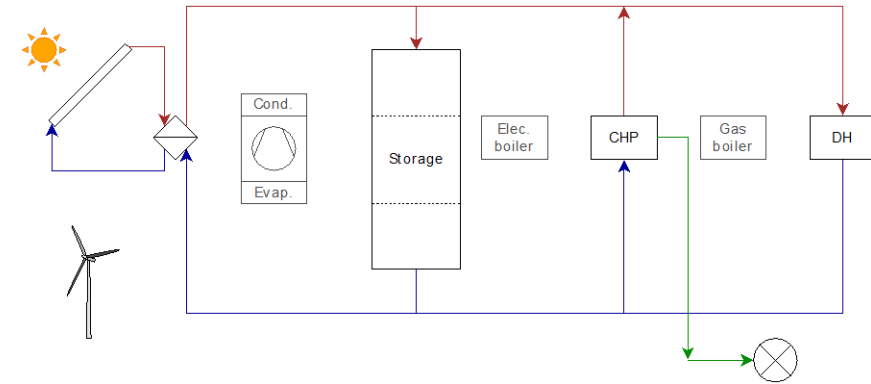 Cond.
Evap.
Storage
Elec.
boiler
CHP
Gas
boiler
DH